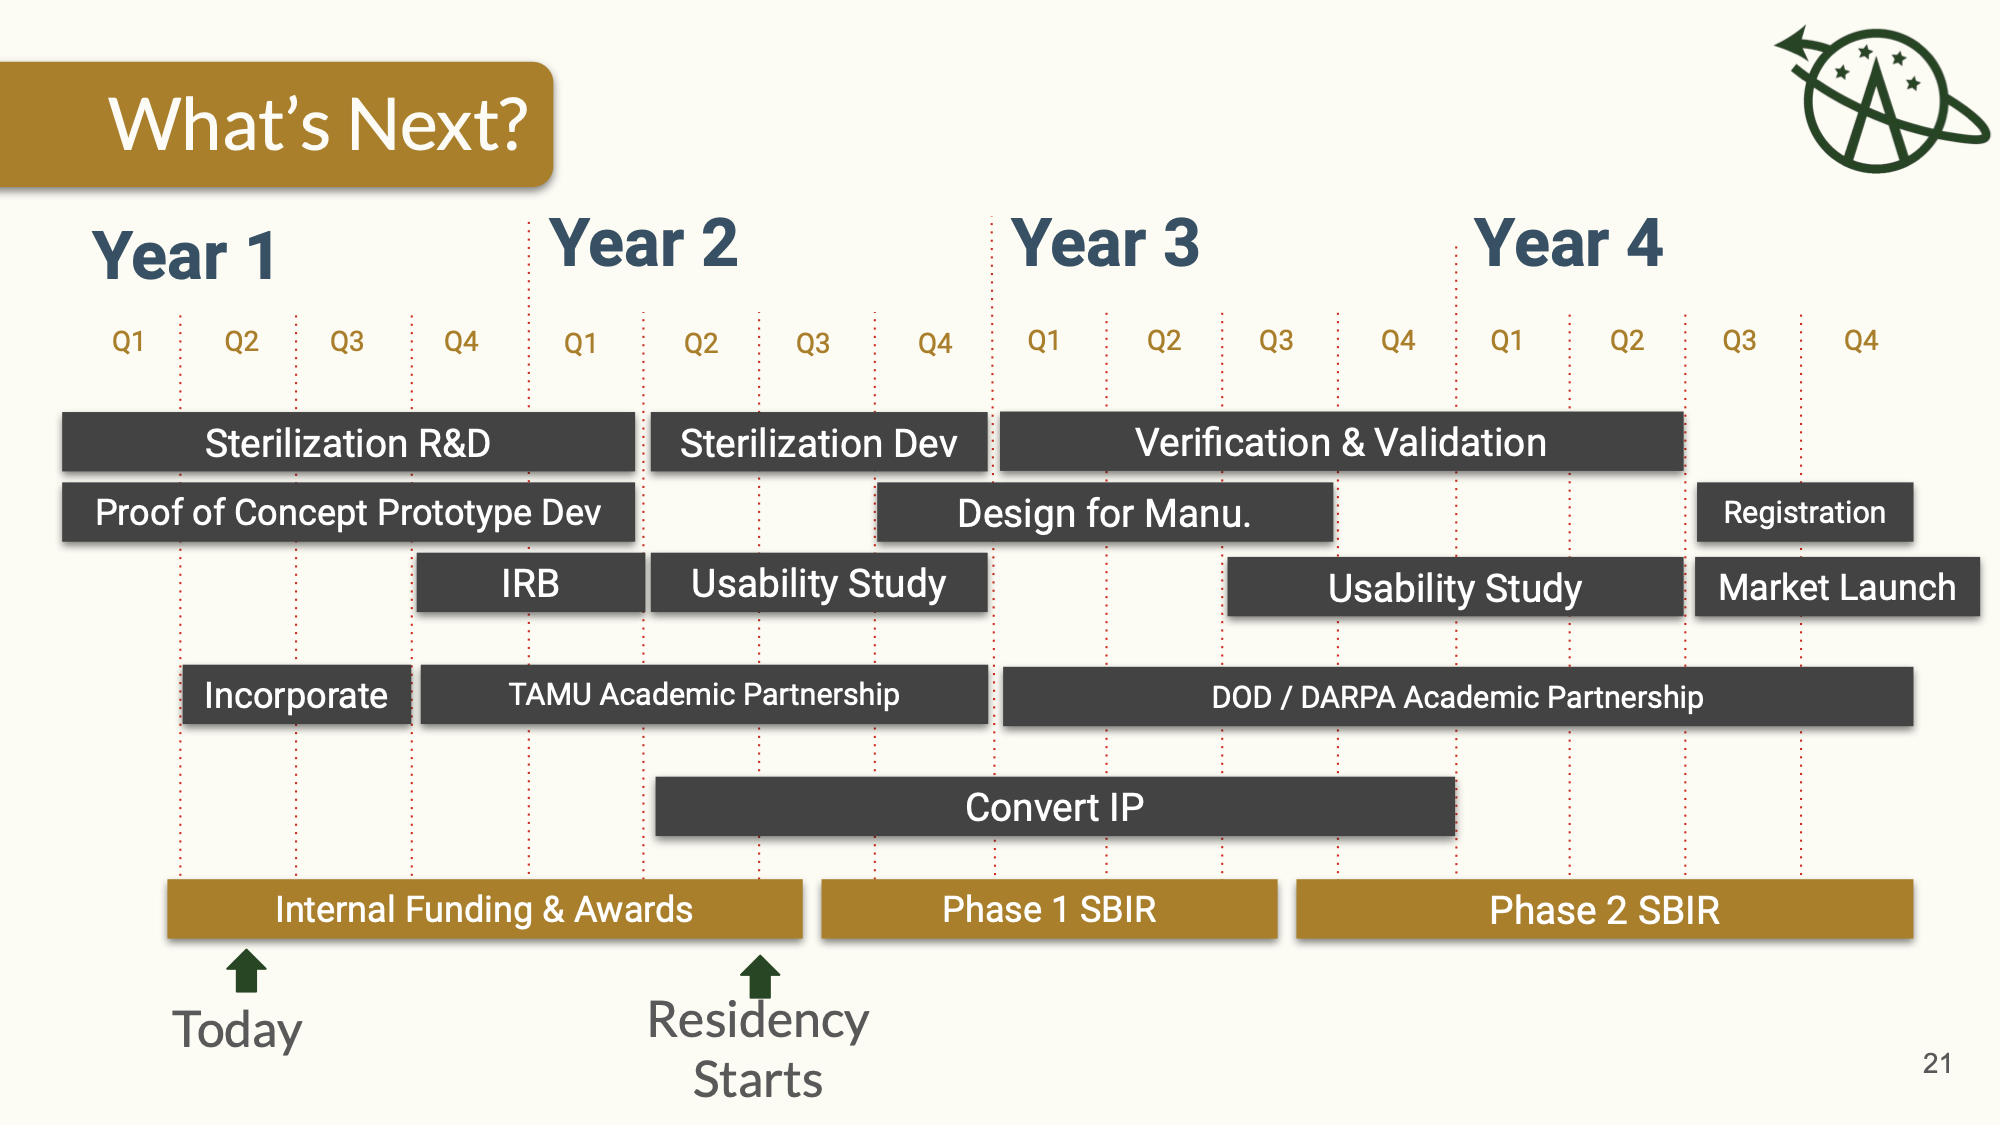 What's Next?
Year 1
Year 2
Year 3
Year 4
Q1
Q2
Q3
Q4
Q1
Q2
Q3
Q4
Q1
Q2
Q3
Q4
Q1
Q2
Q3
Q4
Sterilization R&D
Sterilization Dev
Verification & Validation
Proof of Concept Prototype Dev
Design for Manu.
Registration
IRB
Usability Study
Usability Study
Market Launch
Incorporate
TAMU Academic Partnership
DOD / DARPA Academic Partnership
Convert IP
Internal Funding & Awards
Phase 1 SBIR
Phase 2 SBIR
Today
Residency
Starts
21